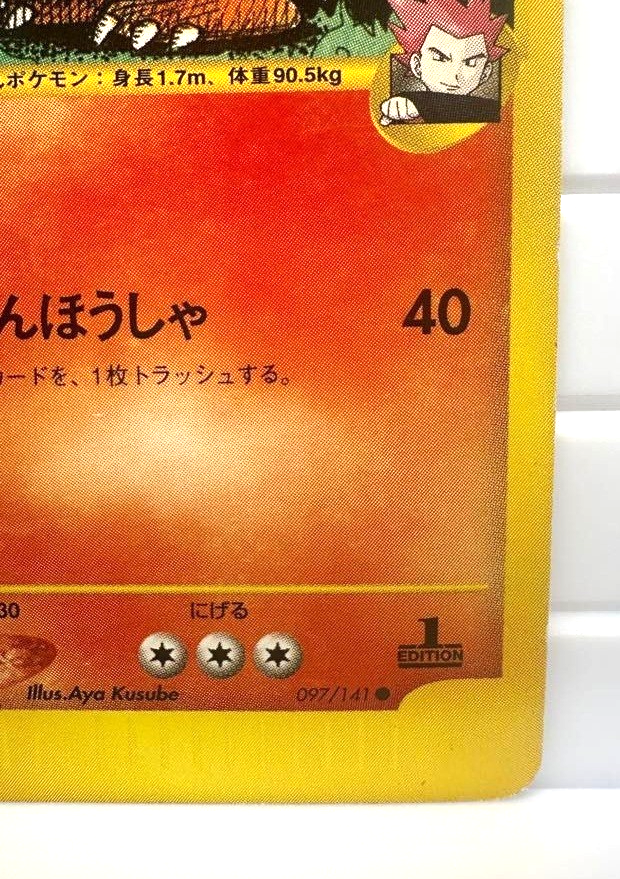 んポケモン：身長1.7m、体重90.5kg
んほうしゃ 40
カードを、1枚トラッシュする。
30 にげる
1
EDITION
Illus.Aya Kusube 097/141●